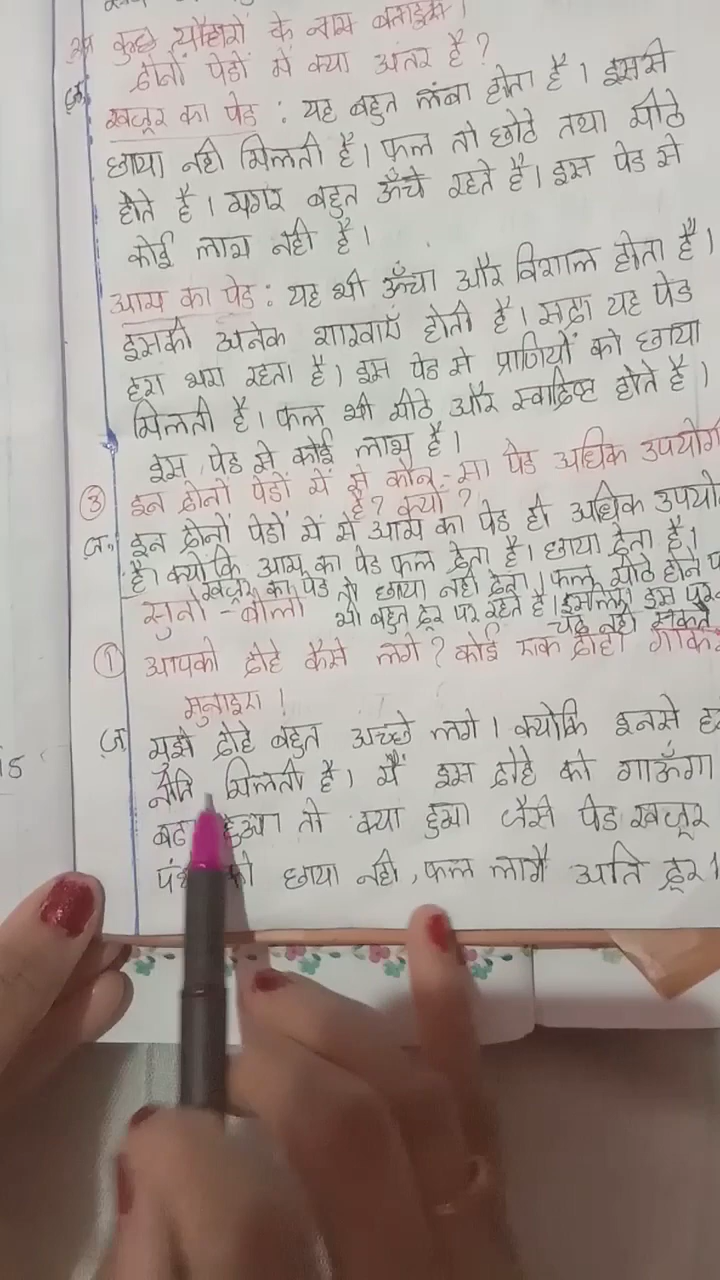 कुछ त्यौहारों के नाम बताइए।
दोनों पेडों में क्या अंतर है?
ज. खजूर का पेड : यह बहुत लंबा होता है। इससे
छाया नही मिलती है। फल तो छोटे तथा मीठे
होते है। मगर बहुत ऊँचे रहते है। इस पेड से
कोई लाभ नही है।
आम का पेड : यह भी ऊँचा और विशाल होता है।
इसकी अनेक शाखाएँ होती है। सदा यह पेड
हरा भरा रहता है। इस पेड से प्राणियों को छाया
मिलती है। फल भी मीठे और स्वादिष्ट होते है।
इस पेड से कोई लाभ है।
③ इन दोनों पेडों में से कौन-सा पेड अधिक उपयोगी
है? क्यों?
ज. इन दोनों पेडों में से आम का पेड ही अधिक उपयो
है। क्योंकि आम का पेड फल देता है। छाया देता है।
खजूर का पेड तो छाया नही देता। फल मीठे होने प
भी बहुत दूर पर रहते है। इसलिए इस पर
चढ नही सकते
सुनो - बोलो
① आपको दोहे कैसे लगे? कोई एक दोहा गाकर
सुनाइए।
ज. मुझे दोहे बहुत अच्छे लगे। क्योंकि इनसे ह
नीति मिलती है। मैं इस दोहे को गाऊँगा
हुआ तो क्या हुआ जैसे पेड खजूर
को छाया नही, फल लागै अति दूर।
15